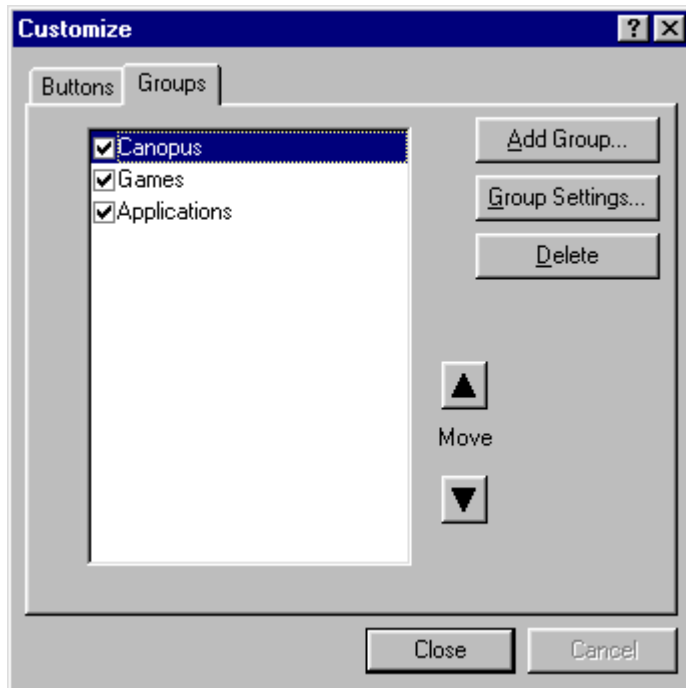 Customize
Buttons
Groups
Canopus
Games
Applications
Add Group...
Group Settings...
Delete
Move
Close
Cancel